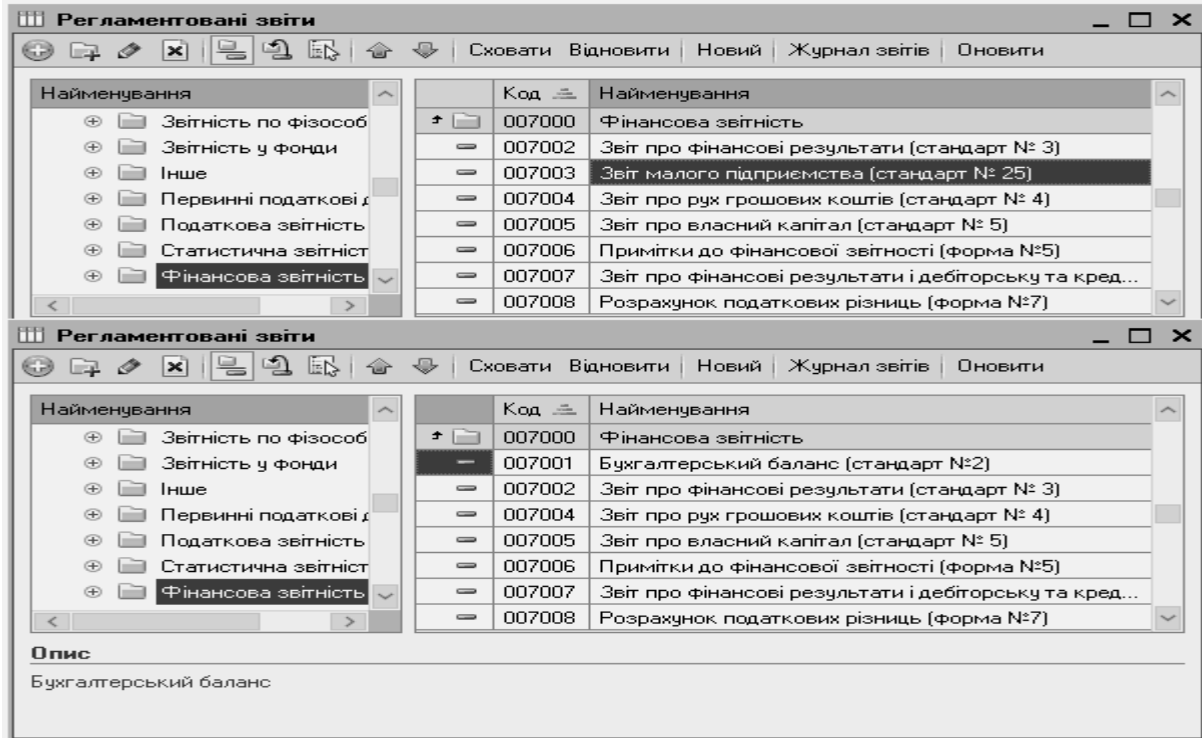 Регламентовані звіти
Сховати Відновити Новий Журнал звітів Оновити
Найменування
Звітність по фізособ
Звітність у фонди
Інше
Первинні податкові д
Податкова звітність
Статистична звітніст
Фінансова звітність
Код Найменування
007000 Фінансова звітність
007002 Звіт про фінансові результати (стандарт № 3)
007003 Звіт малого підприємства (стандарт № 25)
007004 Звіт про рух грошових коштів (стандарт № 4)
007005 Звіт про власний капітал (стандарт № 5)
007006 Примітки до фінансової звітності (форма №5)
007007 Звіт про фінансові результати і дебіторську та кред...
007008 Розрахунок податкових різниць (форма №7)
Регламентовані звіти
Сховати Відновити Новий Журнал звітів Оновити
Найменування
Звітність по фізособ
Звітність у фонди
Інше
Первинні податкові д
Податкова звітність
Статистична звітніст
Фінансова звітність
Код Найменування
007000 Фінансова звітність
007001 Бухгалтерський баланс (стандарт №2)
007002 Звіт про фінансові результати (стандарт № 3)
007004 Звіт про рух грошових коштів (стандарт № 4)
007005 Звіт про власний капітал (стандарт № 5)
007006 Примітки до фінансової звітності (форма №5)
007007 Звіт про фінансові результати і дебіторську та кред...
007008 Розрахунок податкових різниць (форма №7)
Опис
Бухгалтерський баланс